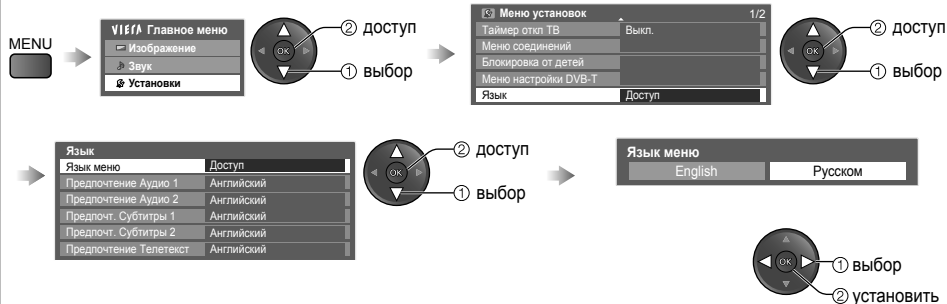 MENU
VIErA Главное меню
Изображение
Звук
Установки
② доступ
① выбор
Меню установок 1/2
Таймер откл ТВ Выкл.
Меню соединений
Блокировка от детей
Меню настройки DVB-T
Язык Доступ
OK
② доступ
① выбор
OK
Язык
Язык меню Доступ
Предпочтение Аудио 1 Английский
Предпочтение Аудио 2 Английский
Предпочт. Субтитры 1 Английский
Предпочт. Субтитры 2 Английский
Предпочтение Телетекст Английский
② доступ
① выбор
OK
Язык меню
English Русском
① выбор
② установить
OK